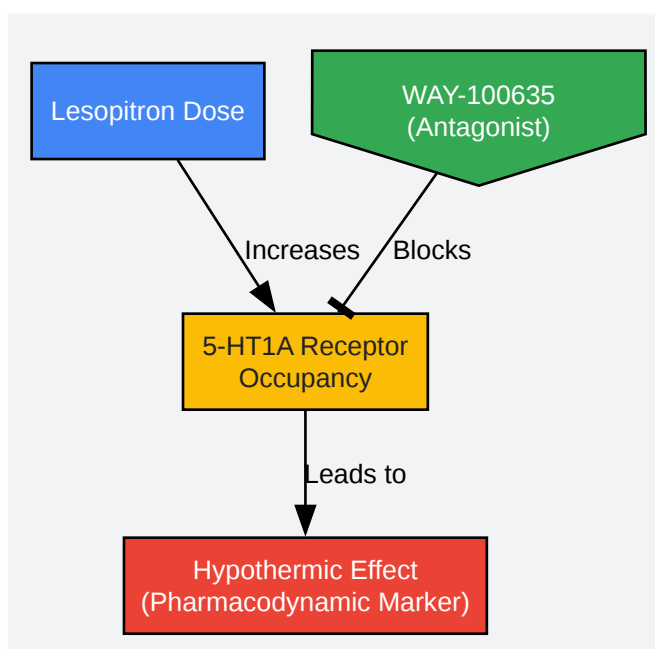 Lesopitron Dose
WAY-100635
(Antagonist)
Increases
Blocks
5-HT1A Receptor
Occupancy
Leads to
Hypothermic Effect
(Pharmacodynamic Marker)